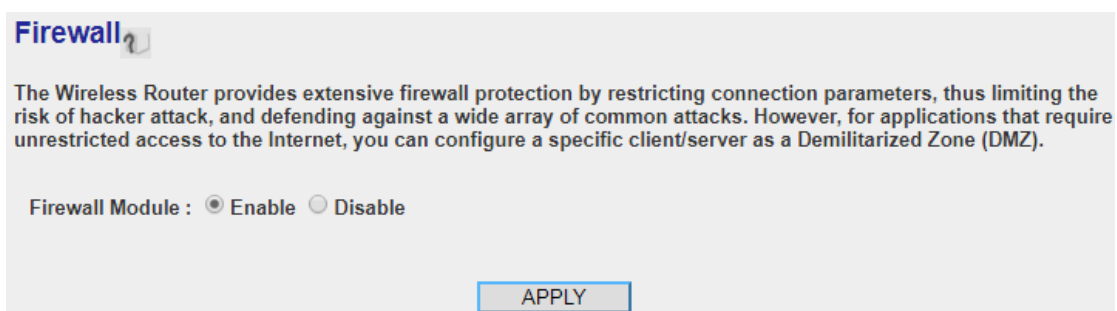 Firewall
The Wireless Router provides extensive firewall protection by restricting connection parameters, thus limiting the
risk of hacker attack, and defending against a wide array of common attacks. However, for applications that require
unrestricted access to the Internet, you can configure a specific client/server as a Demilitarized Zone (DMZ).
Firewall Module : Enable Disable
APPLY